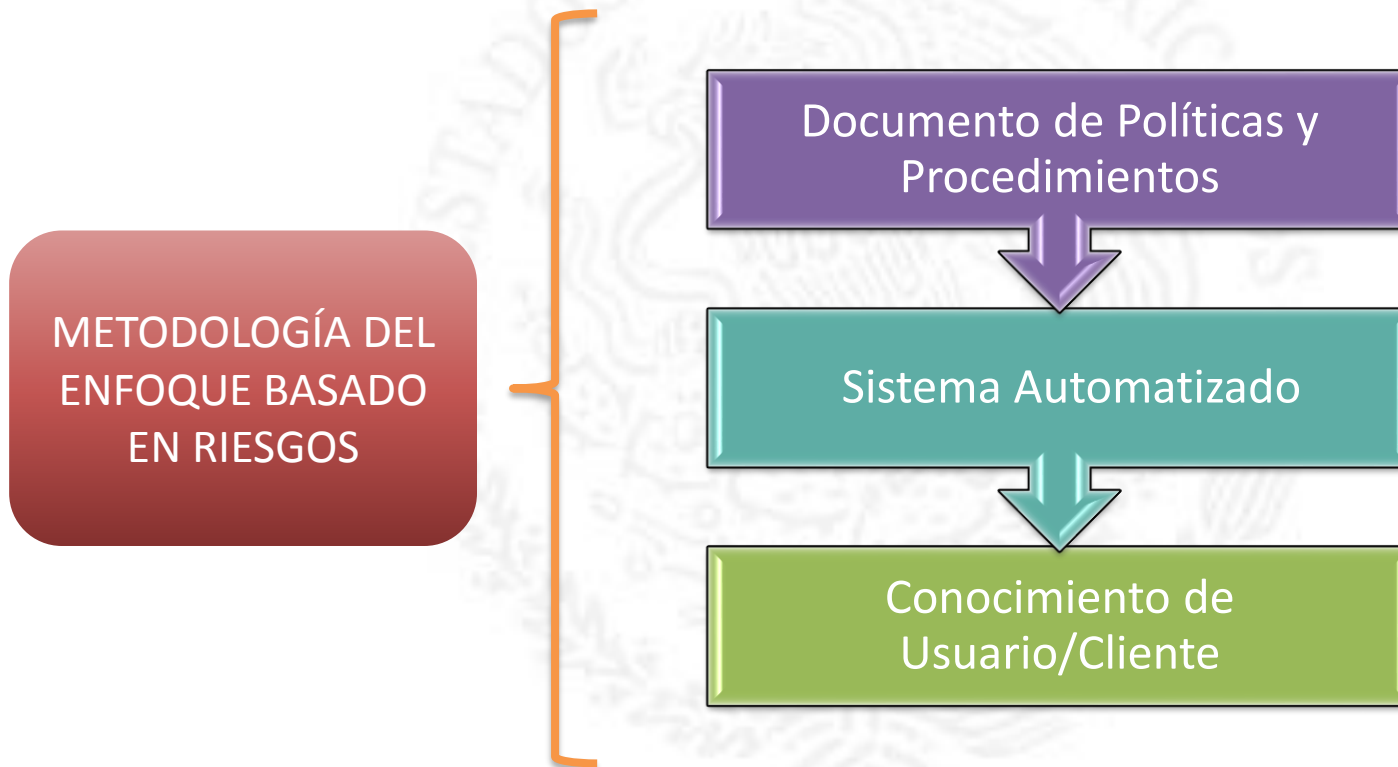 METODOLOGÍA DEL
ENFOQUE BASADO
EN RIESGOS
Documento de Políticas y
Procedimientos
Sistema Automatizado
Conocimiento de
Usuario/Cliente